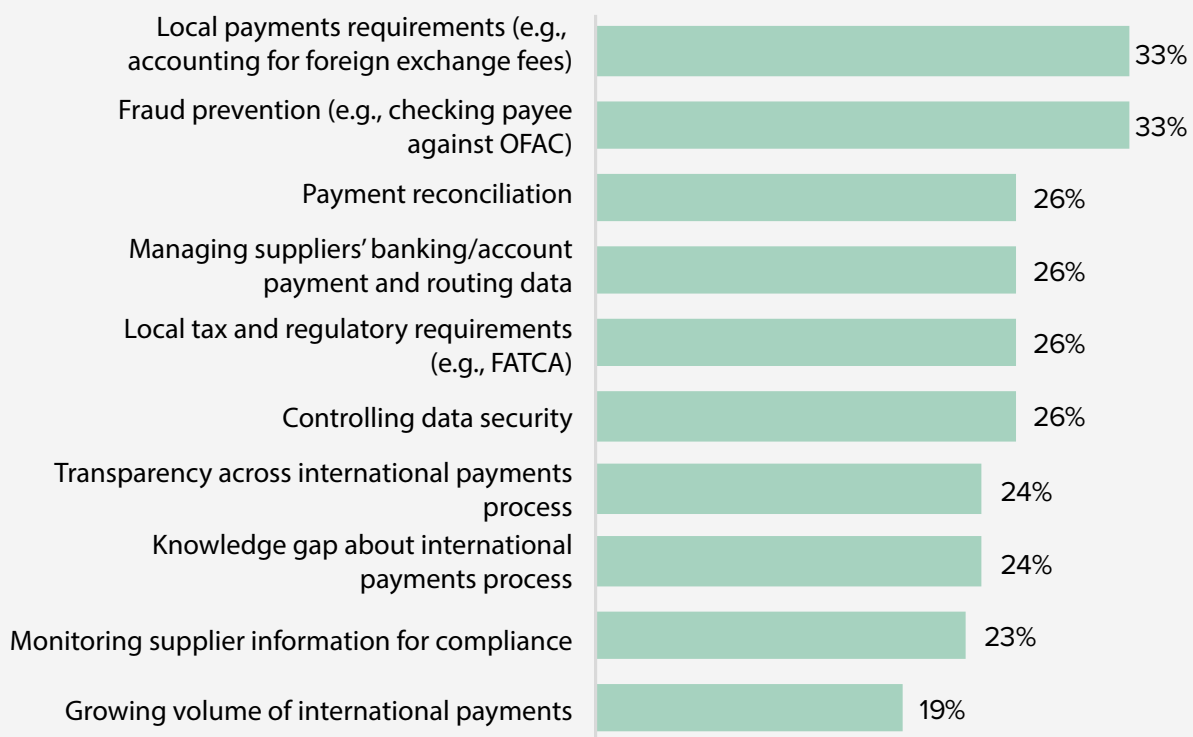 Local payments requirements (e.g.,
accounting for foreign exchange fees)
33%
Fraud prevention (e.g., checking payee
against OFAC)
33%
Payment reconciliation
26%
Managing suppliers’ banking/account
payment and routing data
26%
Local tax and regulatory requirements
(e.g., FATCA)
26%
Controlling data security
26%
Transparency across international payments
process
24%
Knowledge gap about international
payments process
24%
Monitoring supplier information for compliance
23%
Growing volume of international payments
19%